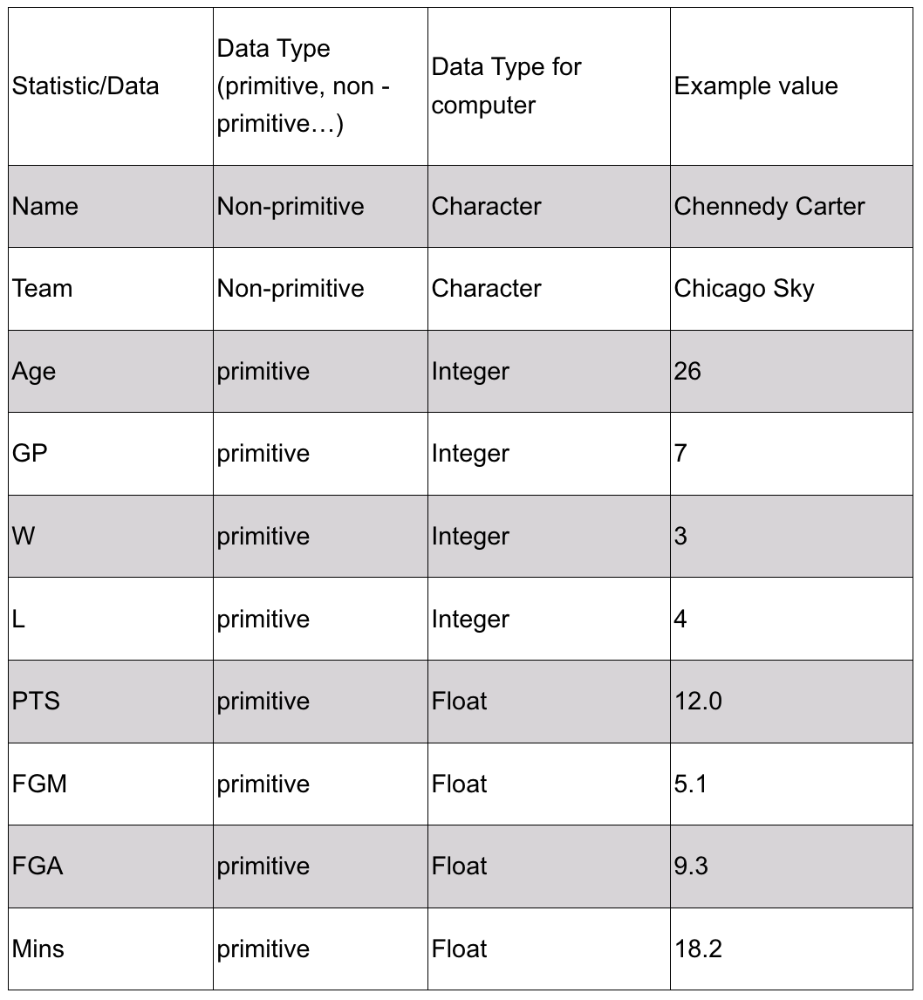 Statistic/Data
Data Type
(primitive, non -
primitive…)
Data Type for
computer
Example value
Name Non-primitive Character Chennedy Carter
Team Non-primitive Character Chicago Sky
Age primitive Integer 26
GP primitive Integer 7
W primitive Integer 3
L primitive Integer 4
PTS primitive Float 12.0
FGM primitive Float 5.1
FGA primitive Float 9.3
Mins primitive Float 18.2